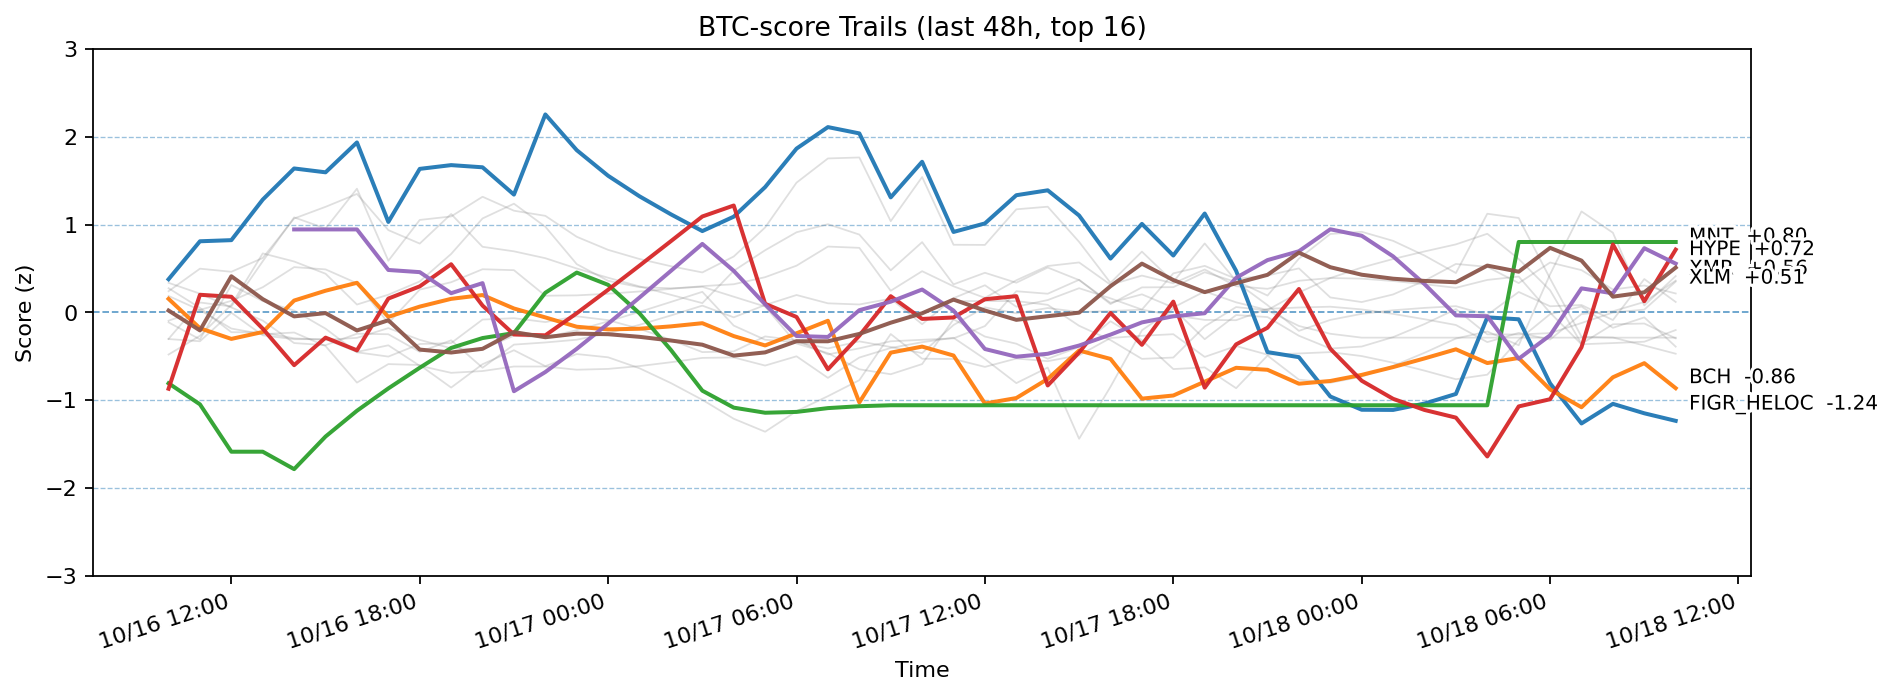 BTC-score Trails (last 48h, top 16)
3
2
1
0
−1
−2
−3
Score (z)
MNT +0.80
HYPE +0.72
XMR +0.56
XLM +0.51
BCH -0.86
FIGR_HELOC -1.24
10/16 12:00
10/16 18:00
10/17 00:00
10/17 06:00
10/17 12:00
10/17 18:00
10/18 00:00
10/18 06:00
10/18 12:00
Time